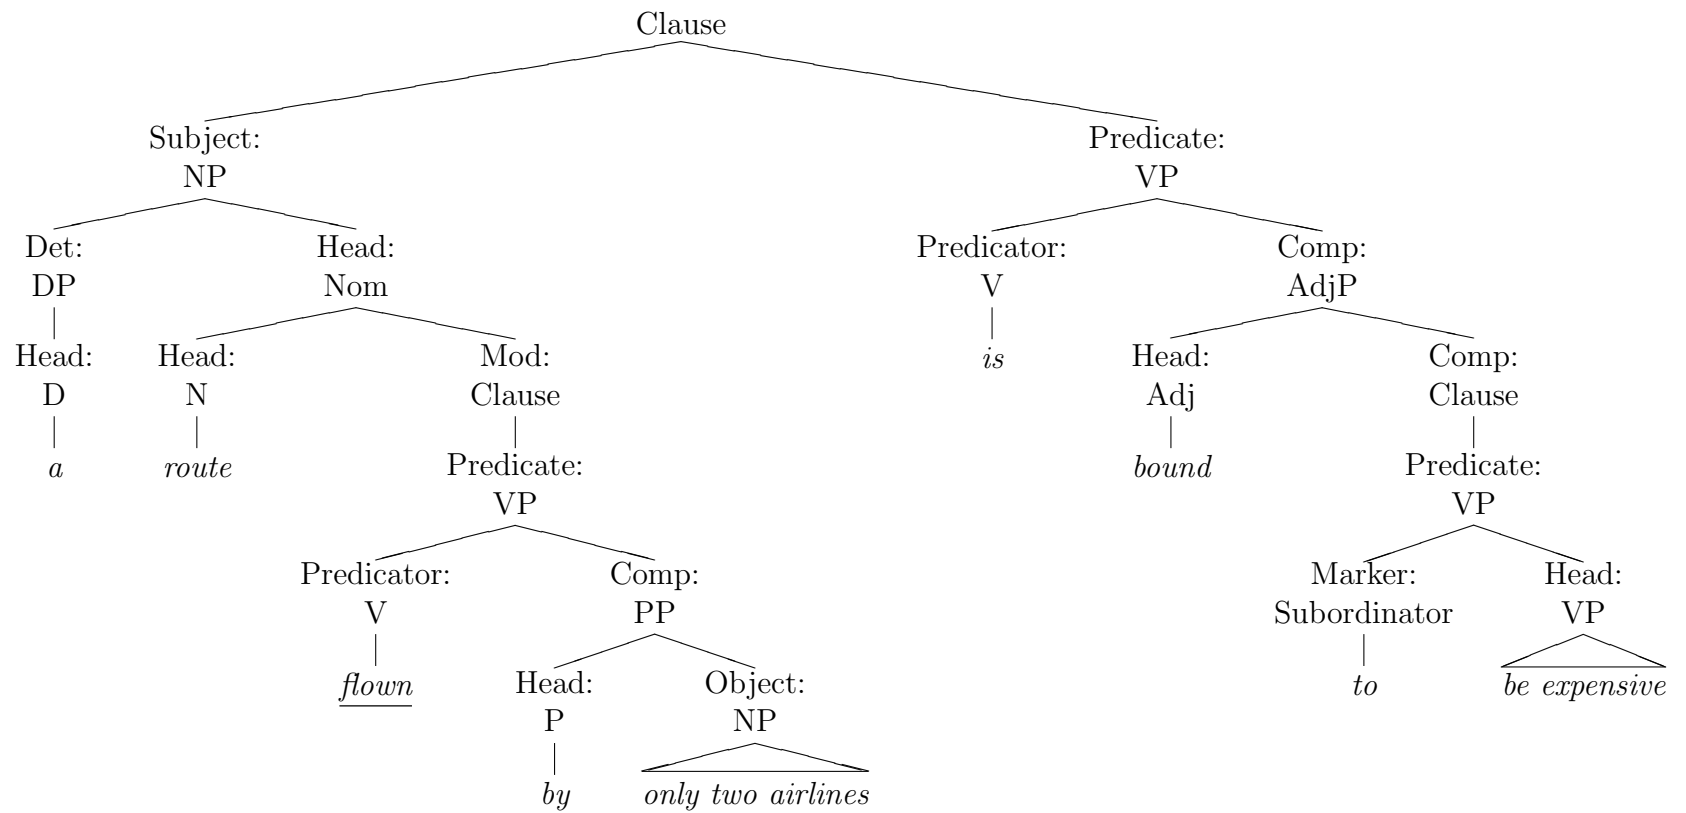 Clause
Subject: Predicate:
NP VP
Det: Head: Predicator: Comp:
DP Nom V AdjP
Head: Head: Mod: is Head: Comp:
D N Clause Adj Clause
a route Predicate: bound Predicate:
VP VP
Predicator: Comp: Marker: Head:
V PP Subordinator VP
flown Head: Object: to be expensive
P NP
by only two airlines